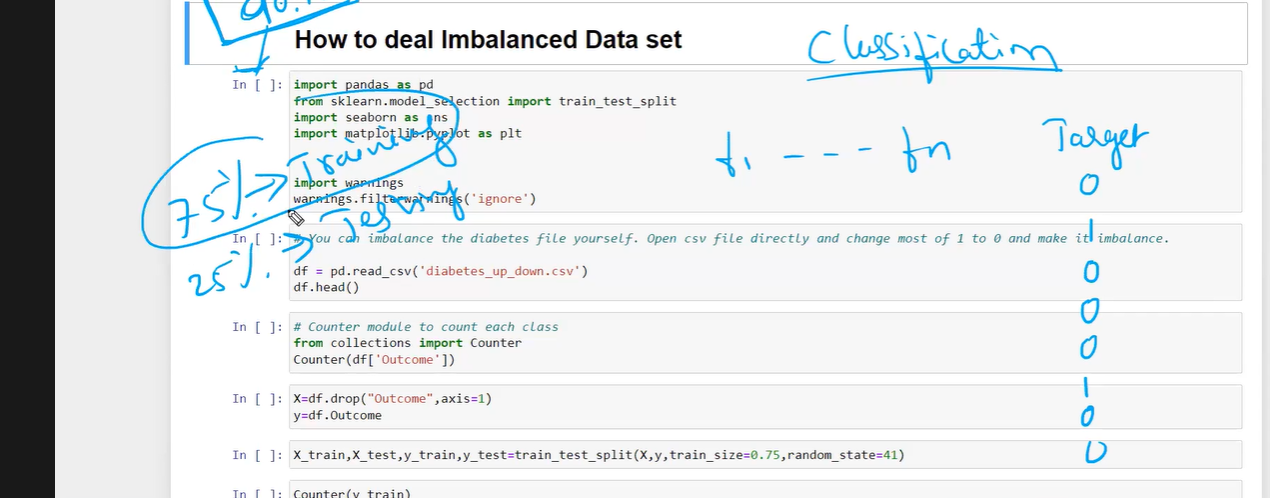 How to deal Imbalanced Data set
Classification
In [ ]: import pandas as pd
from sklearn.model_selection import train_test_split
import seaborn as sns
import matplotlib.pyplot as plt
f1 --- fn
Target
75% → Training
import warnings
warnings.filterwarnings('ignore')
25% → Testing
0
1
0
0
0
1
0
0
In [ ]: # You can imbalance the diabetes file yourself. Open csv file directly and change most of 1 to 0 and make it imbalance.
df = pd.read_csv('diabetes_up_down.csv')
df.head()
In [ ]: # Counter module to count each class
from collections import Counter
Counter(df['Outcome'])
In [ ]: X=df.drop("Outcome",axis=1)
y=df.Outcome
In [ ]: X_train,X_test,y_train,y_test=train_test_split(X,y,train_size=0.75,random_state=41)
In [ ]: Counter(y_train)